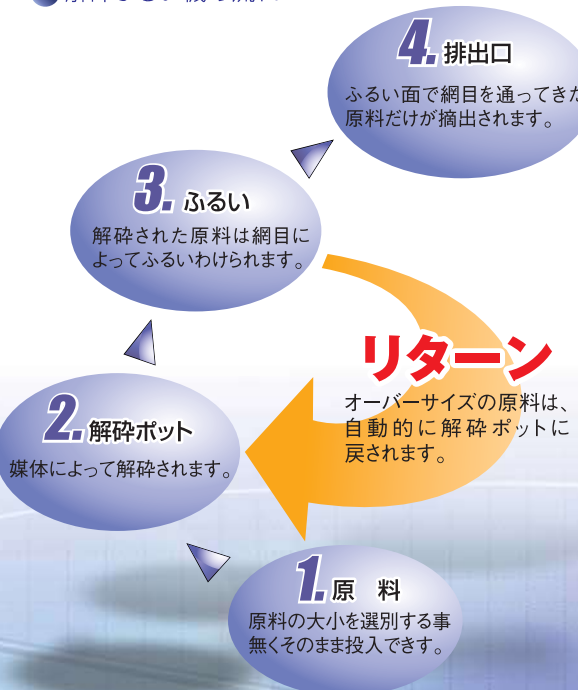 4. 排出口
ふるい面で網目を通ってきた
原料だけが摘出されます。
3. ふるい
解砕された原料は網目に
よってふるいわけられます。
リターン
オーバーサイズの原料は、
自動的に解砕ポットに
戻されます。
2. 解砕ポット
媒体によって解砕されます。
1. 原　料
原料の大小を選別する事
無くそのまま投入できす。